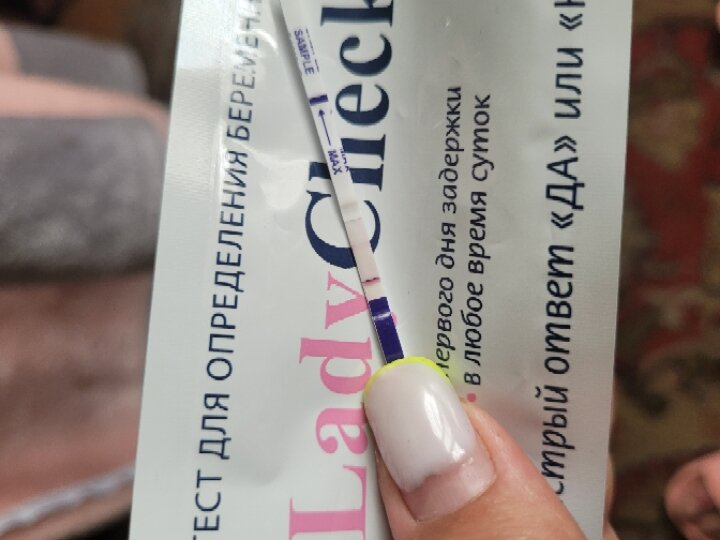 ТЕСТ ДЛЯ ОПРЕДЕЛЕНИЯ
LadyCheck
первого дня задержки
в любое время суток
ответ «ДА» или
SAMPLE
MAX